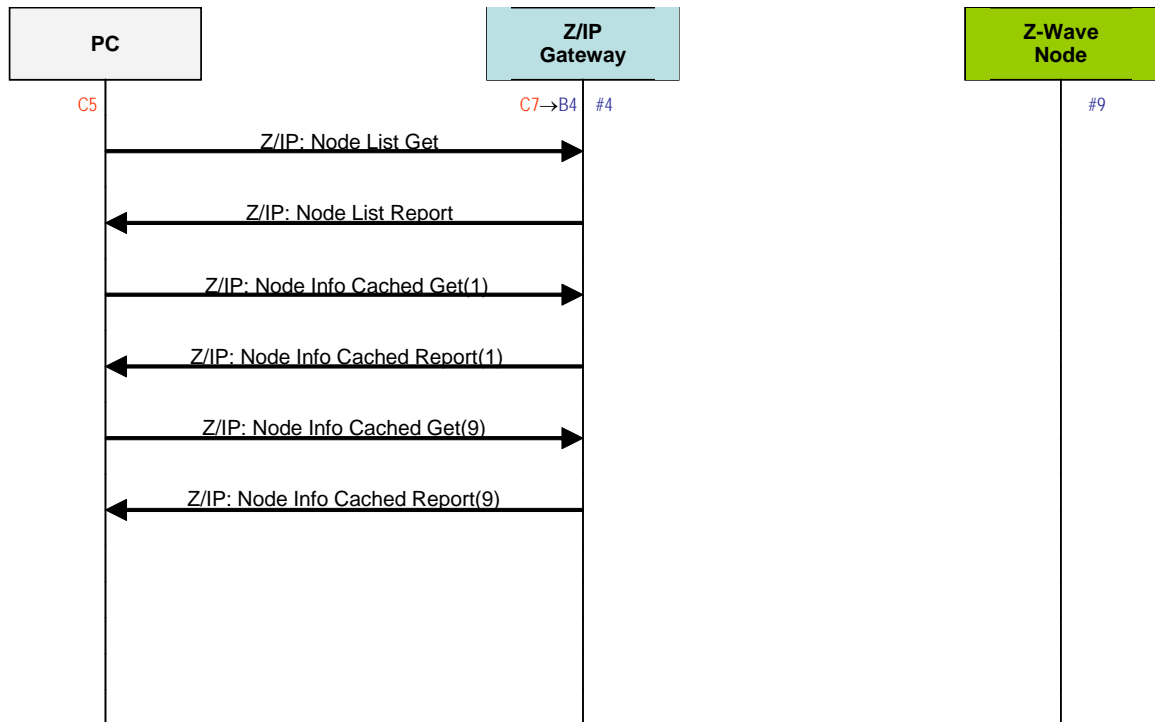 PC
Z/IP
Gateway
Z-Wave
Node
C5
C7→B4 #4
#9
Z/IP: Node List Get
Z/IP: Node List Report
Z/IP: Node Info Cached Get(1)
Z/IP: Node Info Cached Report(1)
Z/IP: Node Info Cached Get(9)
Z/IP: Node Info Cached Report(9)